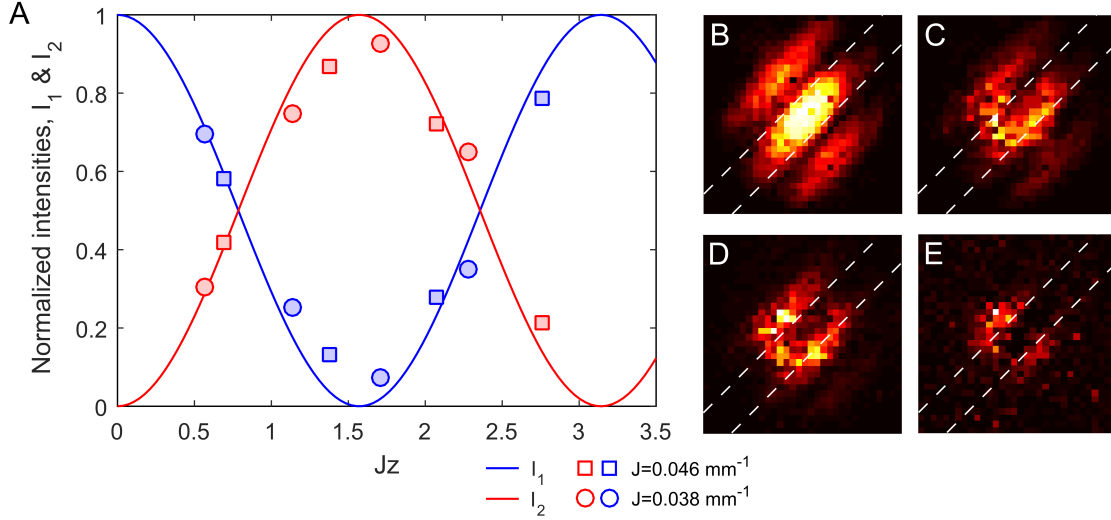 A
Normalized intensities, I1 & I2
1
0.8
0.6
0.4
0.2
0
0 0.5 1 1.5 2 2.5 3 3.5
Jz
I1 J=0.046 mm-1
I2 J=0.038 mm-1
B
C
D
E